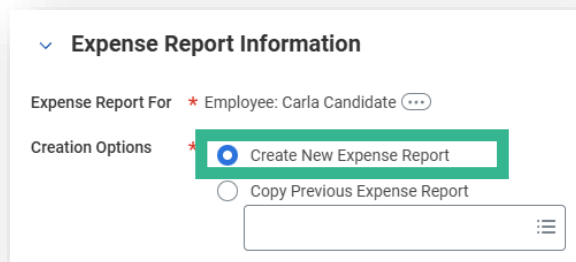 Expense Report Information
Expense Report For * Employee: Carla Candidate
Creation Options * Create New Expense Report
Copy Previous Expense Report